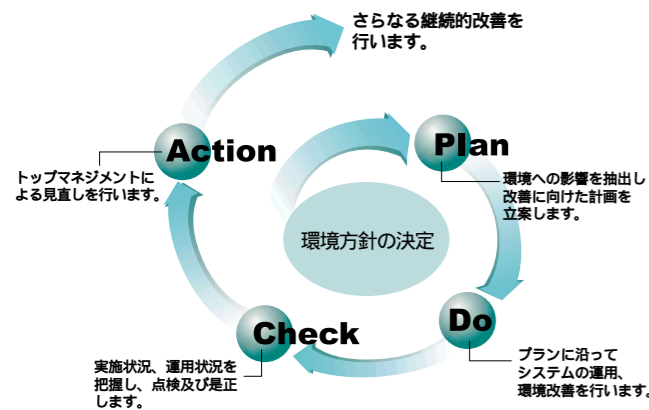 さらなる継続的改善を
行います。
Action
Plan
トップマネジメントに
よる見直しを行います。
環境への影響を抽出し
改善に向けた計画を
立案します。
環境方針の決定
Check
Do
実施状況、運用状況を
把握し、点検及び是正
します。
プランに沿って
システムの運用、
環境改善を行います。